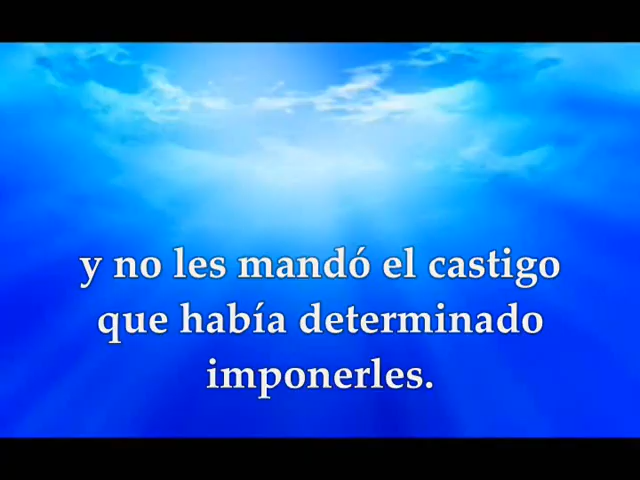 y no les mandó el castigo
que había determinado
imponerles.